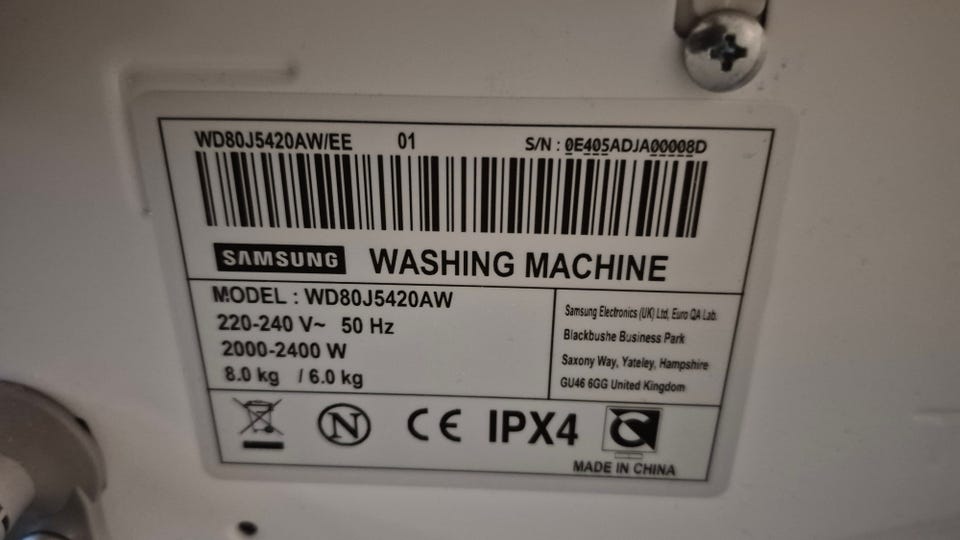 WD80J5420AW/EE 01 S/N : 0E405ADJA00008D
SAMSUNG WASHING MACHINE
MODEL : WD80J5420AW
220-240 V~ 50 Hz
2000-2400 W
8.0 kg / 6.0 kg
Samsung Electronics (UK) Ltd, Euro QA Lab.
Blackbushe Business Park
Saxony Way, Yateley, Hampshire
GU46 6GG United Kingdom
N CE IPX4
MADE IN CHINA